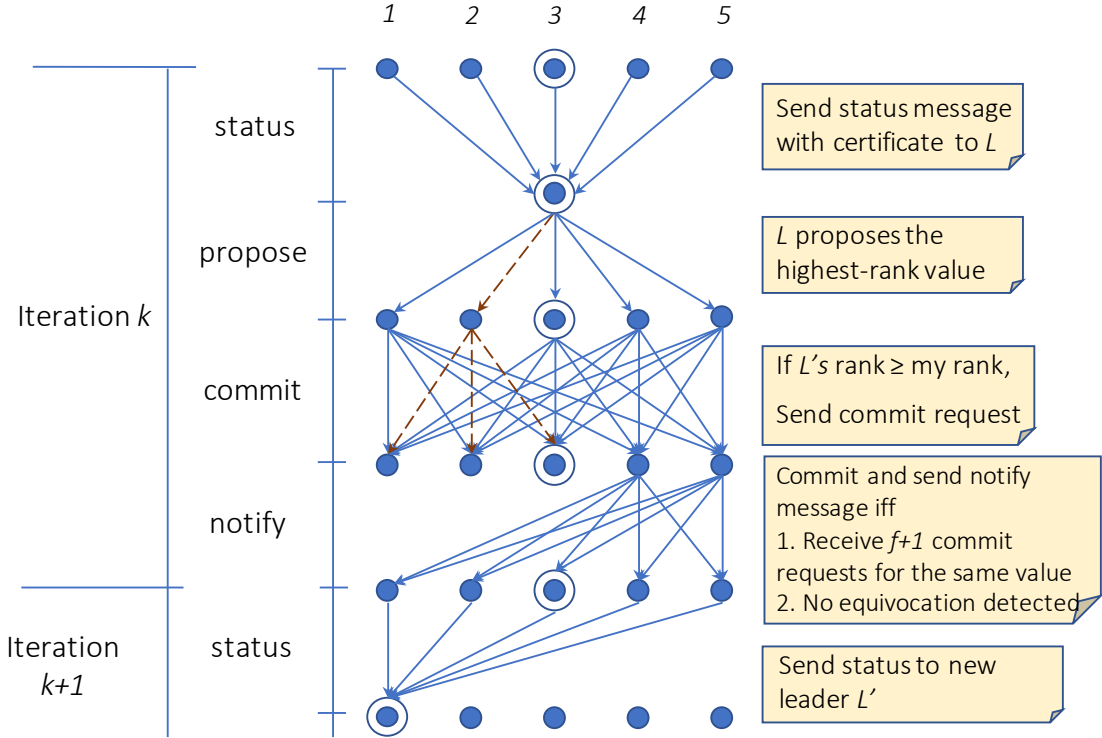 1 2 3 4 5
status
Send status message
with certificate to L
propose
L proposes the
highest-rank value
Iteration k
commit
If L's rank ≥ my rank,
Send commit request
notify
Commit and send notify
message iff
1. Receive f+1 commit
requests for the same value
2. No equivocation detected
Iteration
k+1
status
Send status to new
leader L'